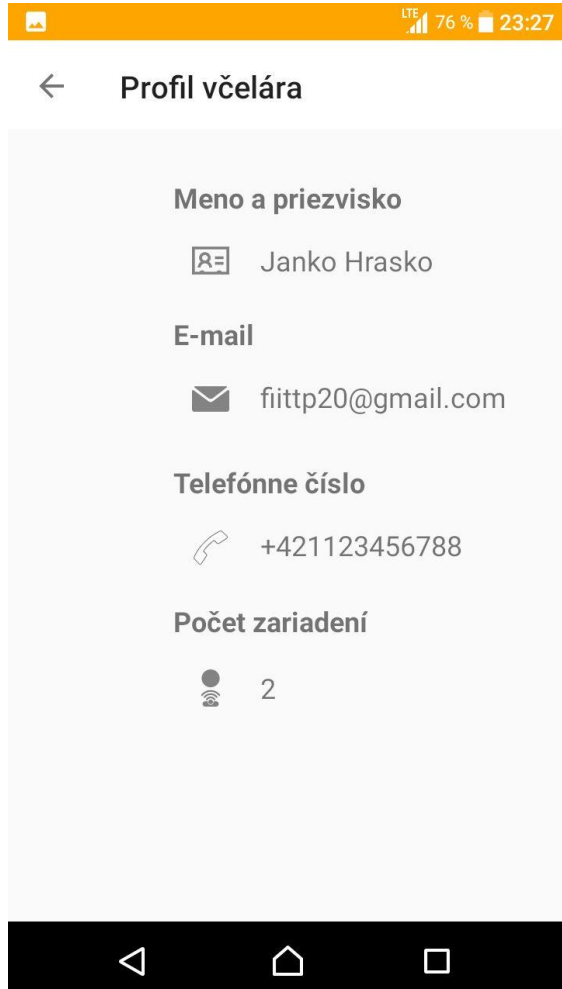 LTE 76 % 23:27
Profil včelára
Meno a priezvisko
Janko Hrasko
E-mail
fiittp20@gmail.com
Telefónne číslo
+421123456788
Počet zariadení
2